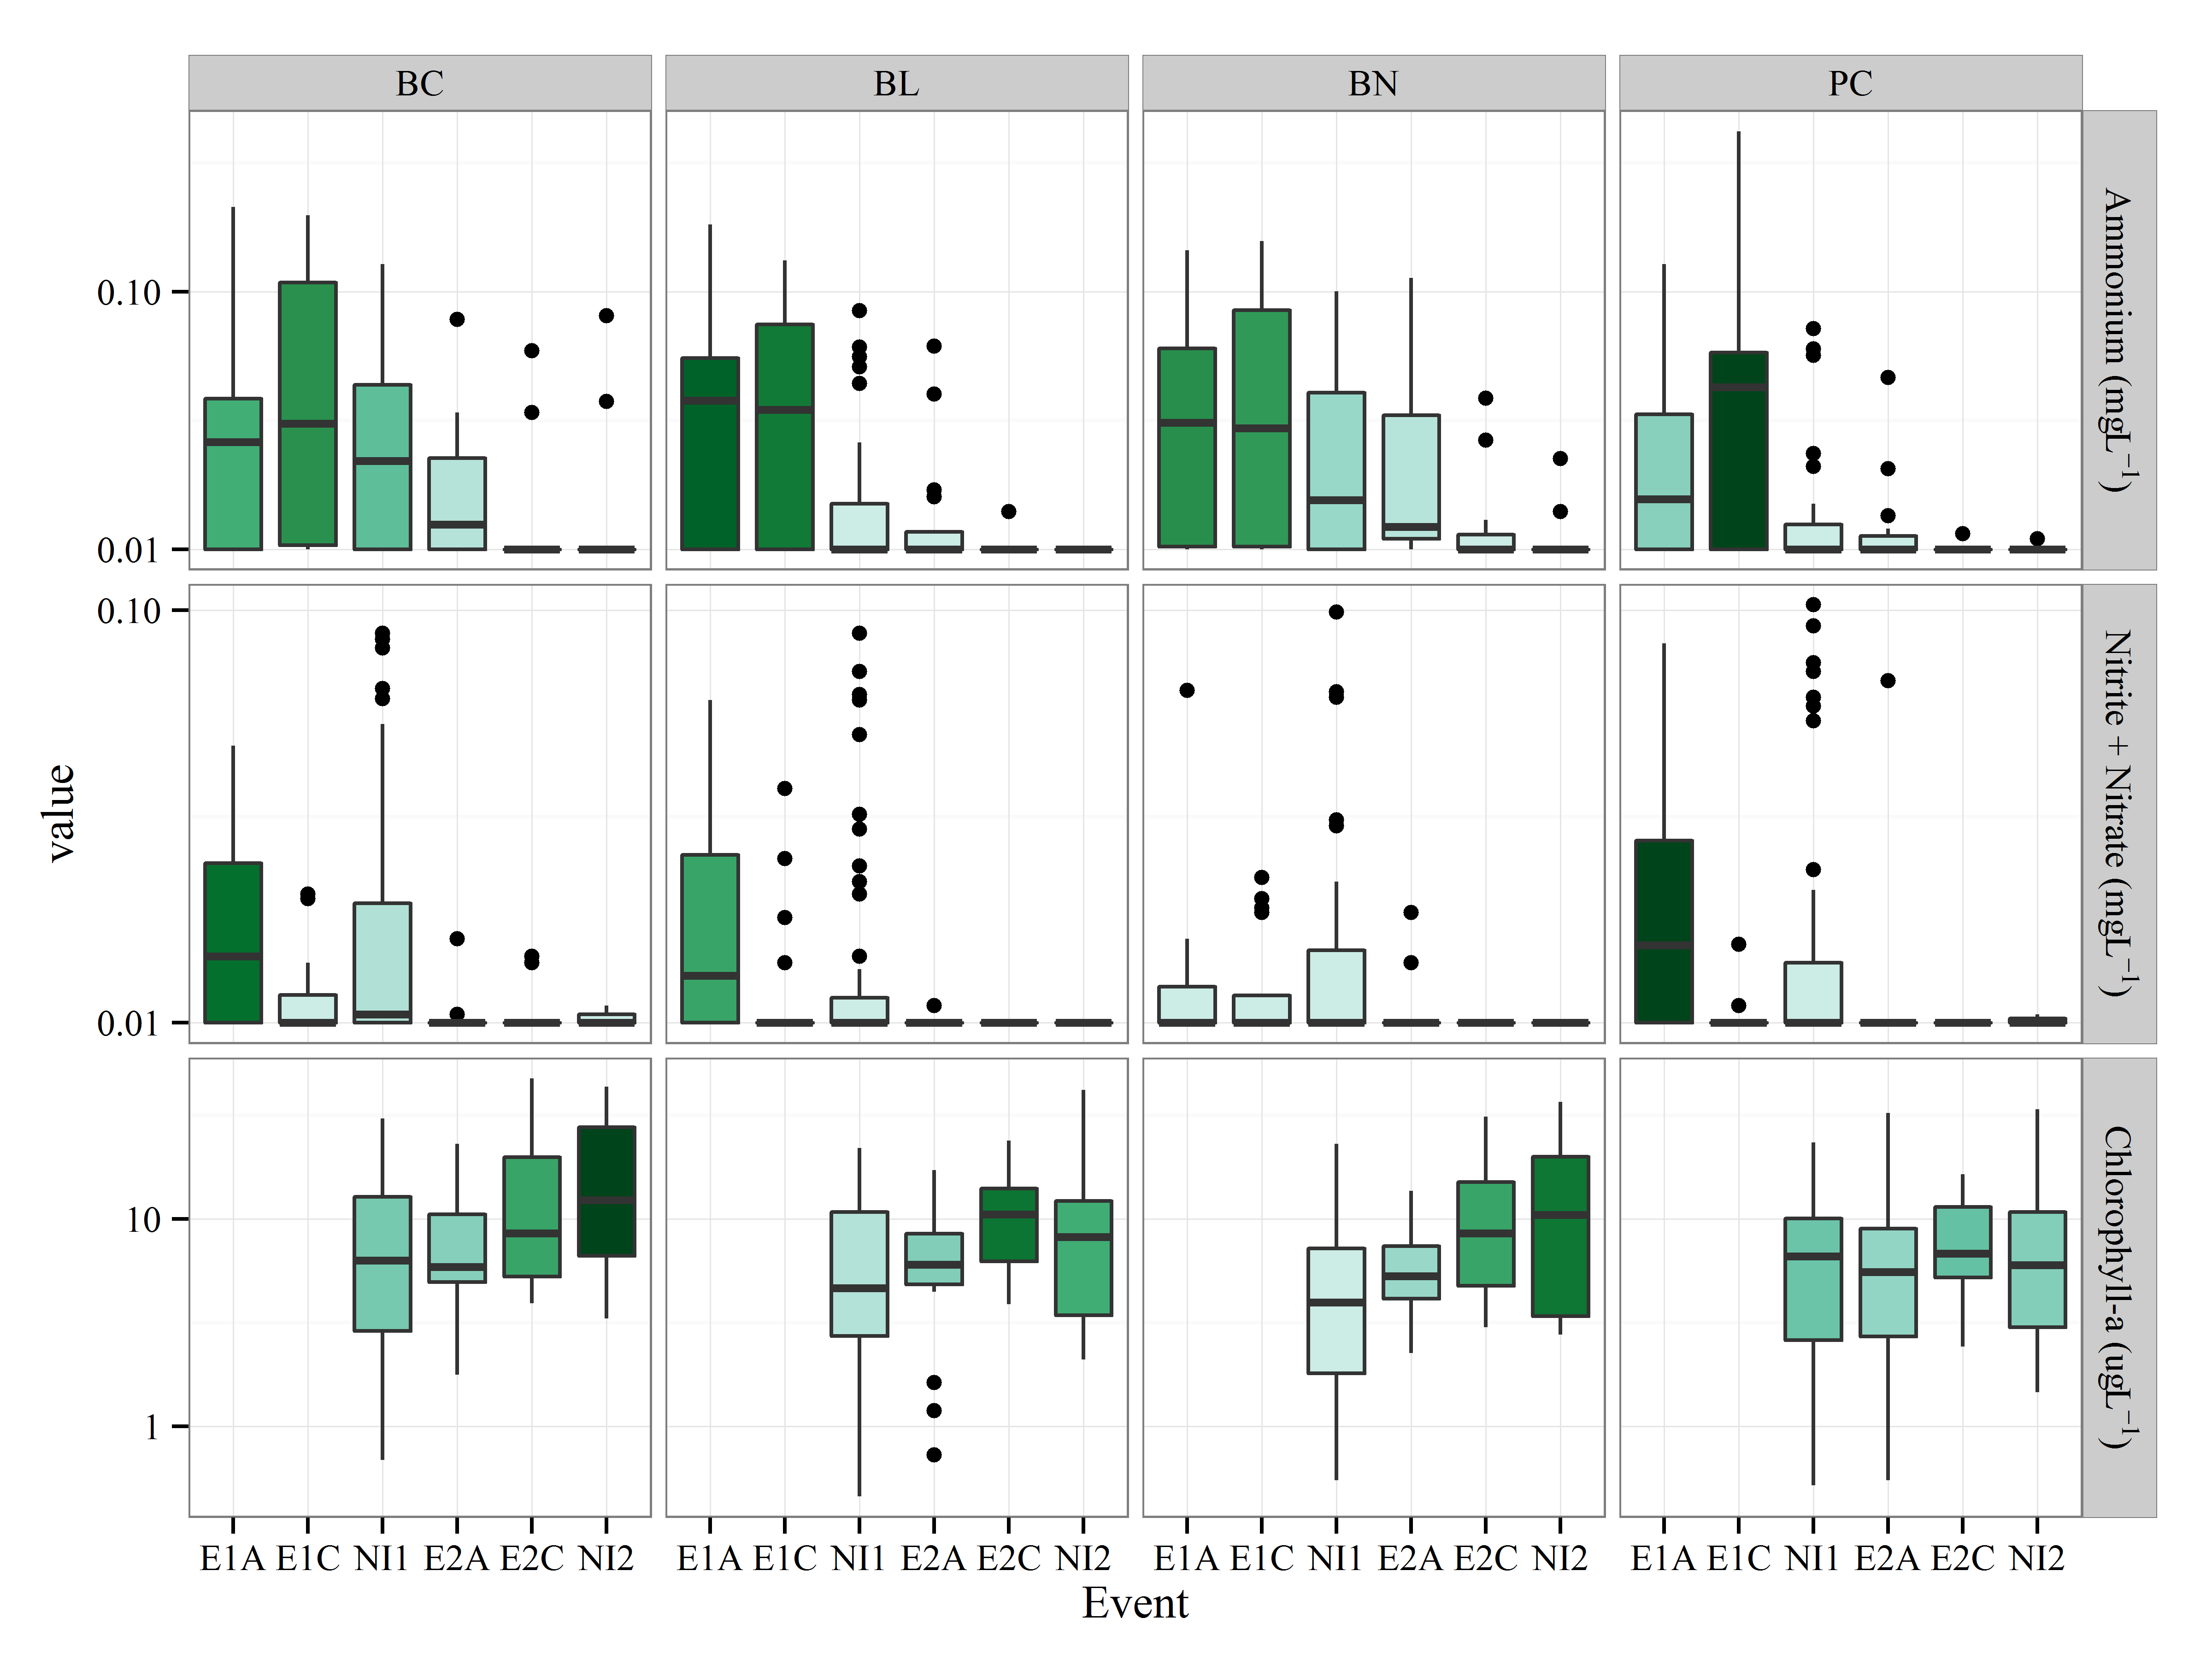 BC BL BN PC
0.10
0.01
Ammonium (mgL⁻¹)
0.10
0.01
Nitrite + Nitrate (mgL⁻¹)
10
1
Chlorophyll-a (ugL⁻¹)
value
E1A E1C NI1 E2A E2C NI2 E1A E1C NI1 E2A E2C NI2 E1A E1C NI1 E2A E2C NI2 E1A E1C NI1 E2A E2C NI2
Event